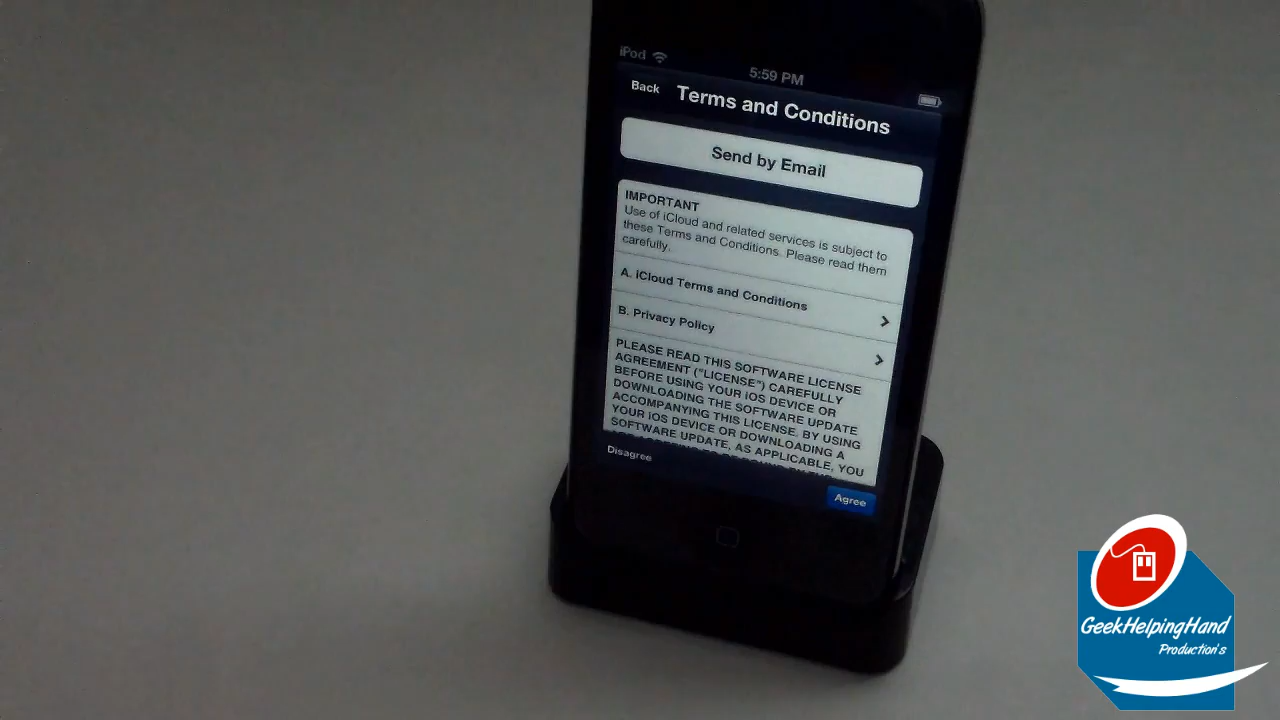 iPod
5:59 PM
Back
Terms and Conditions
Send by Email
IMPORTANT
Use of iCloud and related services is subject to
these Terms and Conditions. Please read them
carefully.
A. iCloud Terms and Conditions
B. Privacy Policy
PLEASE READ THIS SOFTWARE LICENSE
AGREEMENT ("LICENSE") CAREFULLY
BEFORE USING YOUR iOS DEVICE OR
DOWNLOADING THE SOFTWARE UPDATE
ACCOMPANYING THIS LICENSE. BY USING
YOUR iOS DEVICE OR DOWNLOADING A
SOFTWARE UPDATE, AS APPLICABLE, YOU
Disagree
Agree
GeekHelpingHand
Production's